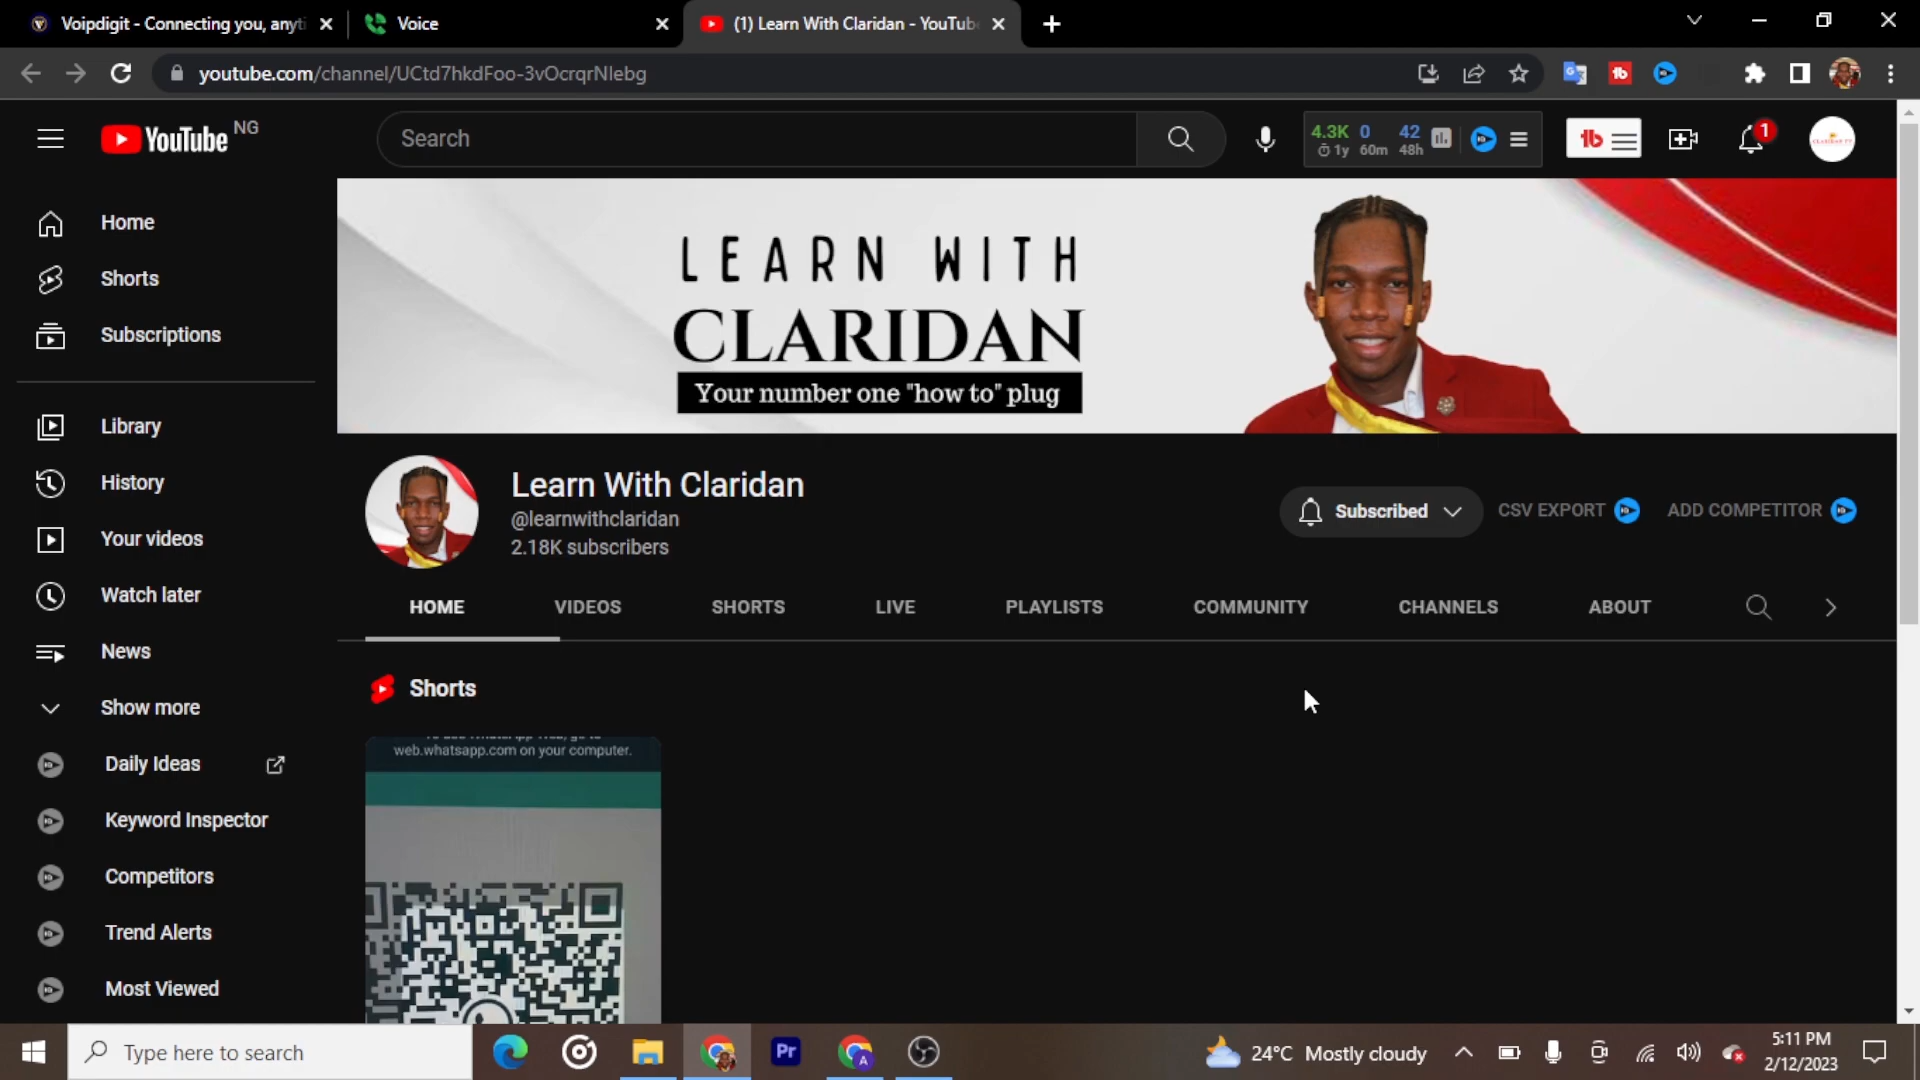 Voipdigit - Connecting you, anyti
Voice
(1) Learn With Claridan - YouTub
youtube.com/channel/UCtd7hkdFoo-3vOcrqrNlebg
YouTube NG
Search
4.3K 0 42
1y 60m 48h
1
Home
Shorts
Subscriptions
Library
History
Your videos
Watch later
News
Show more
Daily Ideas
Keyword Inspector
Competitors
Trend Alerts
Most Viewed
LEARN WITH
CLARIDAN
Your number one "how to" plug
Learn With Claridan
@learnwithclaridan
2.18K subscribers
Subscribed
CSV EXPORT
ADD COMPETITOR
HOME VIDEOS SHORTS LIVE PLAYLISTS COMMUNITY CHANNELS ABOUT
Shorts
web.whatsapp.com on your computer.
Type here to search
Pr
A
24°C Mostly cloudy
5:11 PM
2/12/2023